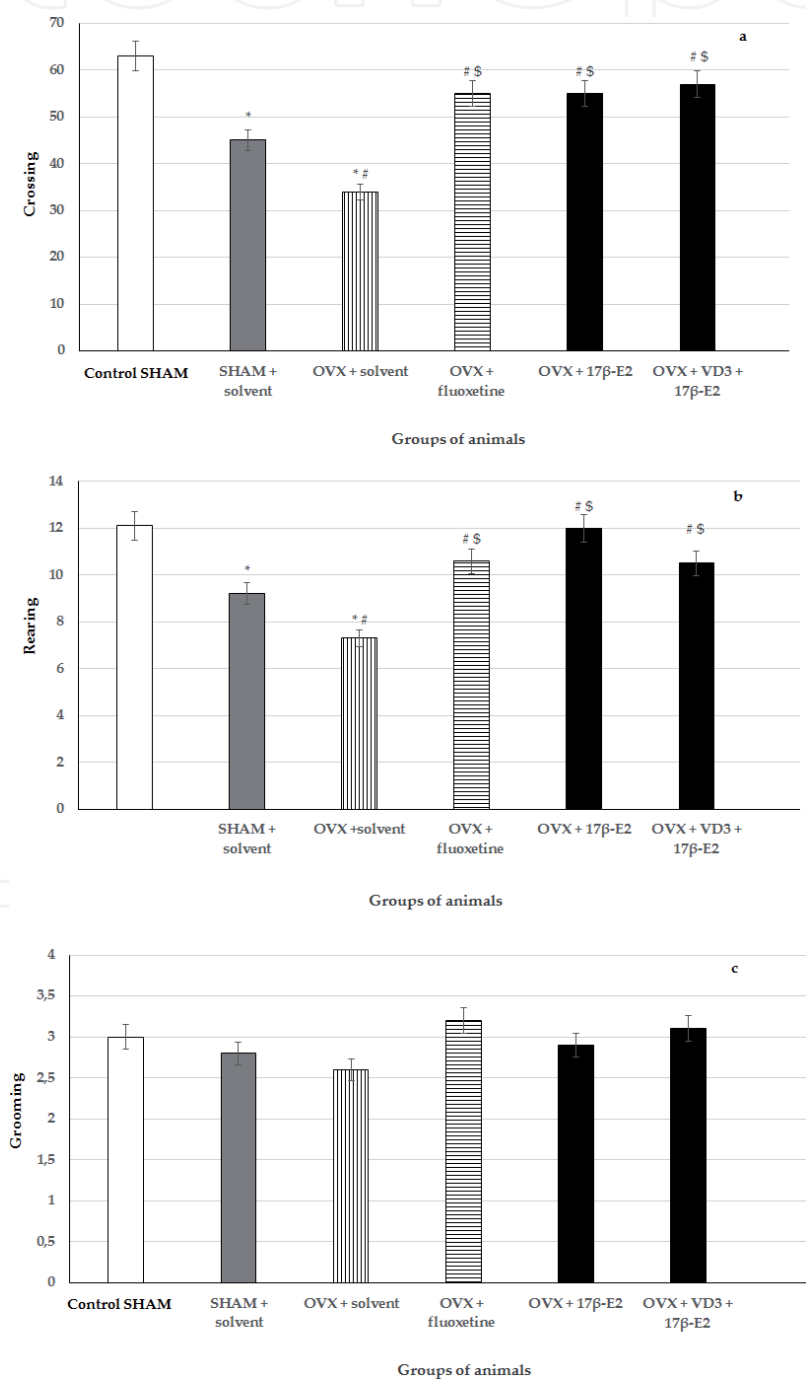 70
a
# $
# $
# $
60
*
50
* #
40
Crossing
30
20
10
0
Control SHAM
SHAM +
solvent
OVX + solvent
OVX +
fluoxetine
OVX + 17β-E2
OVX + VD3 +
17β-E2
Groups of animals
14
b
# $
# $
# $
12
*
10
* #
8
Rearing
6
4
2
0
SHAM +
solvent
OVX +solvent
OVX +
fluoxetine
OVX + 17β-E2
OVX + VD3 +
17β-E2
Groups of animals
4
c
3,5
3
2,5
Grooming
2
1,5
1
0,5
0
Control SHAM
SHAM +
solvent
OVX + solvent
OVX +
fluoxetine
OVX + 17β-E2
OVX + VD3 +
17β-E2
Groups of animals